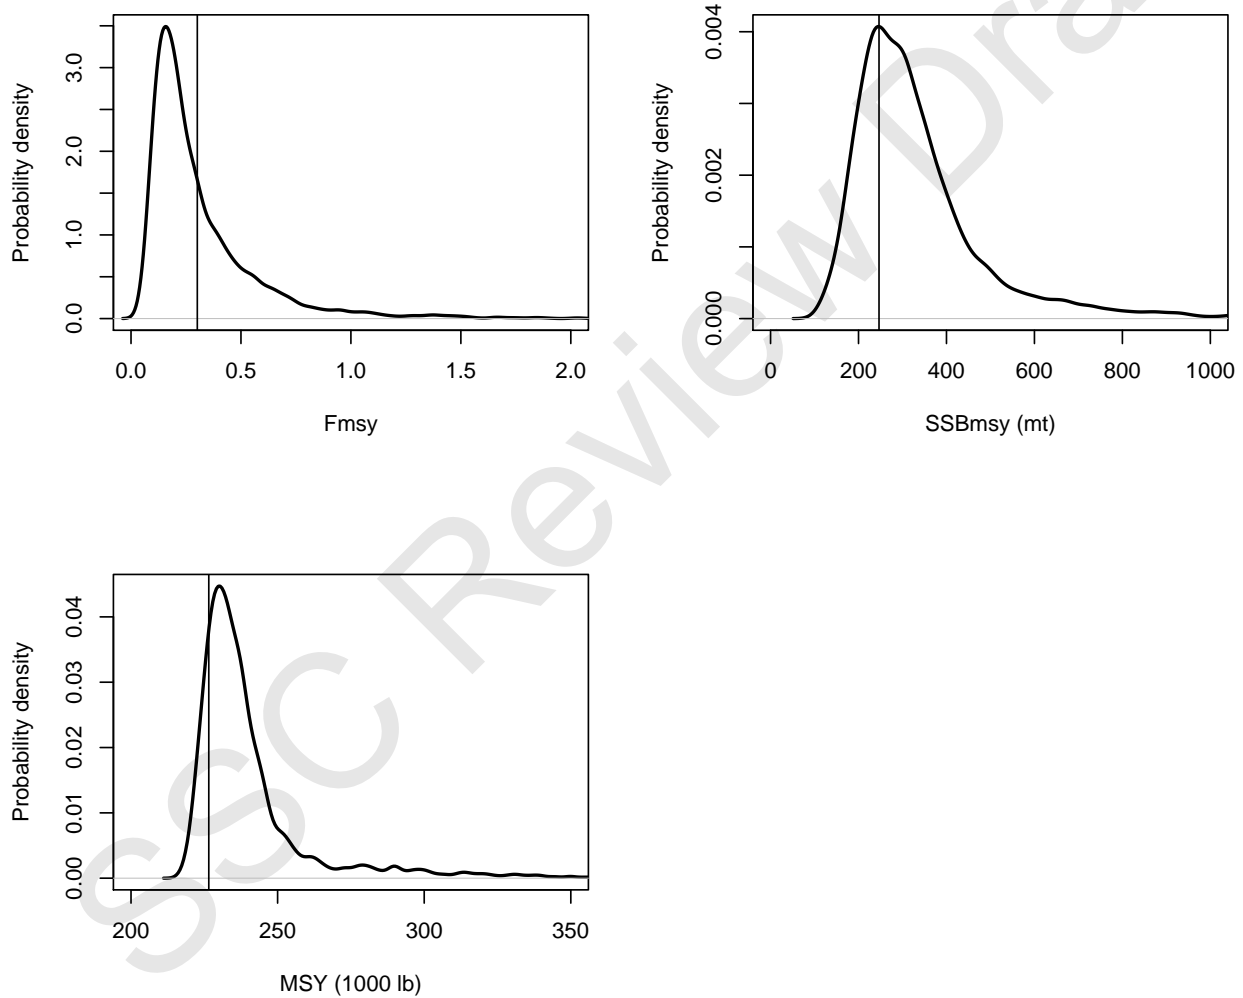 Probability density
0.0
1.0
2.0
3.0
0.0 0.5 1.0 1.5 2.0
Fmsy
Probability density
0.000
0.002
0.004
0 200 400 600 800 1000
SSBmsy (mt)
Probability density
0.00
0.01
0.02
0.03
0.04
200 250 300 350
MSY (1000 lb)
SSC Review Dra